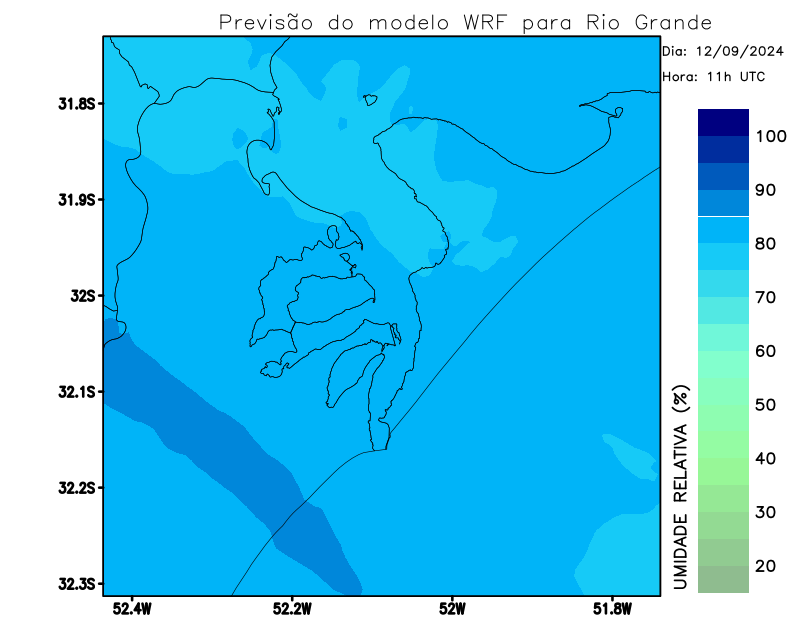 Previsão do modelo WRF para Rio Grande
Dia: 12/09/2024
Hora: 11h UTC
31.8S
31.9S
32S
32.1S
32.2S
32.3S
52.4W
52.2W
52W
51.8W
100
90
80
70
60
50
40
30
20
UMIDADE RELATIVA (%)